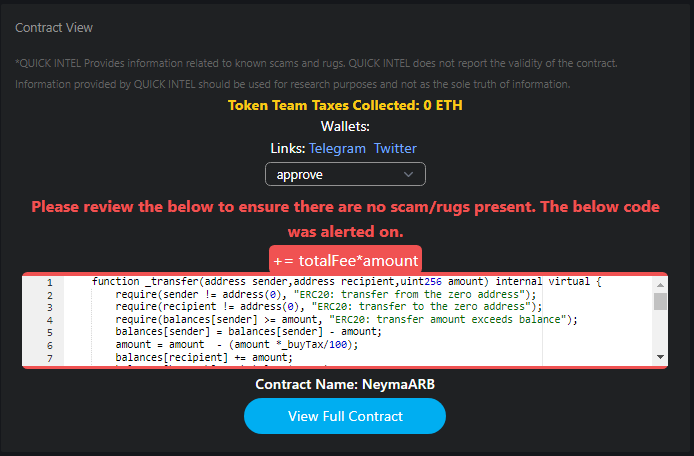 Contract View
*QUICK INTEL Provides information related to known scams and rugs. QUICK INTEL does not report the validity of the contract.
Information provided by QUICK INTEL should be used for research purposes and not as the sole truth of information.
Token Team Taxes Collected: 0 ETH
Wallets:
Links: Telegram Twitter
approve
Please review the below to ensure there are no scam/rugs present. The below code
was alerted on.
+= totalFee*amount
1 function _transfer(address sender,address recipient,uint256 amount) internal virtual {
2 require(sender != address(0), "ERC20: transfer from the zero address");
3 require(recipient != address(0), "ERC20: transfer to the zero address");
4 require(balances[sender] >= amount, "ERC20: transfer amount exceeds balance");
5 balances[sender] = balances[sender] - amount;
6 amount = amount - (amount *_buyTax/100);
7 balances[recipient] += amount;
Contract Name: NeymaARB
View Full Contract